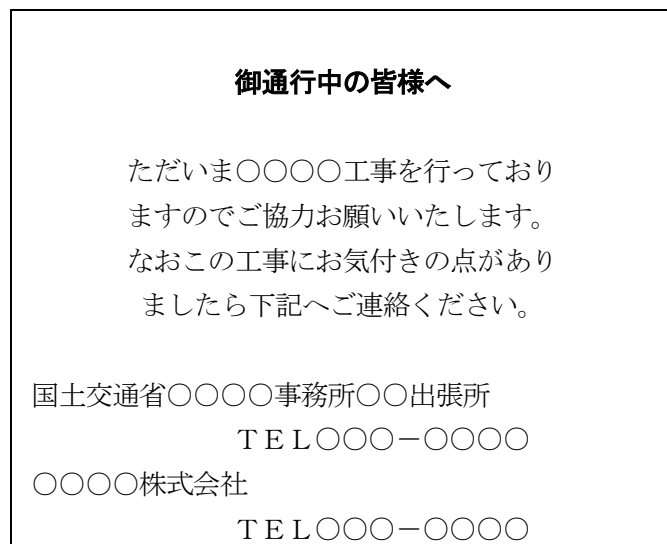 御通行中の皆様へ
ただいま○○○○工事を行っており
ますのでご協力お願いいたします。
なおこの工事にお気付きの点があり
ましたら下記へご連絡ください。
国土交通省○○○○事務所○○出張所
ＴＥＬ○○○－○○○○
○○○○株式会社
ＴＥＬ○○○－○○○○